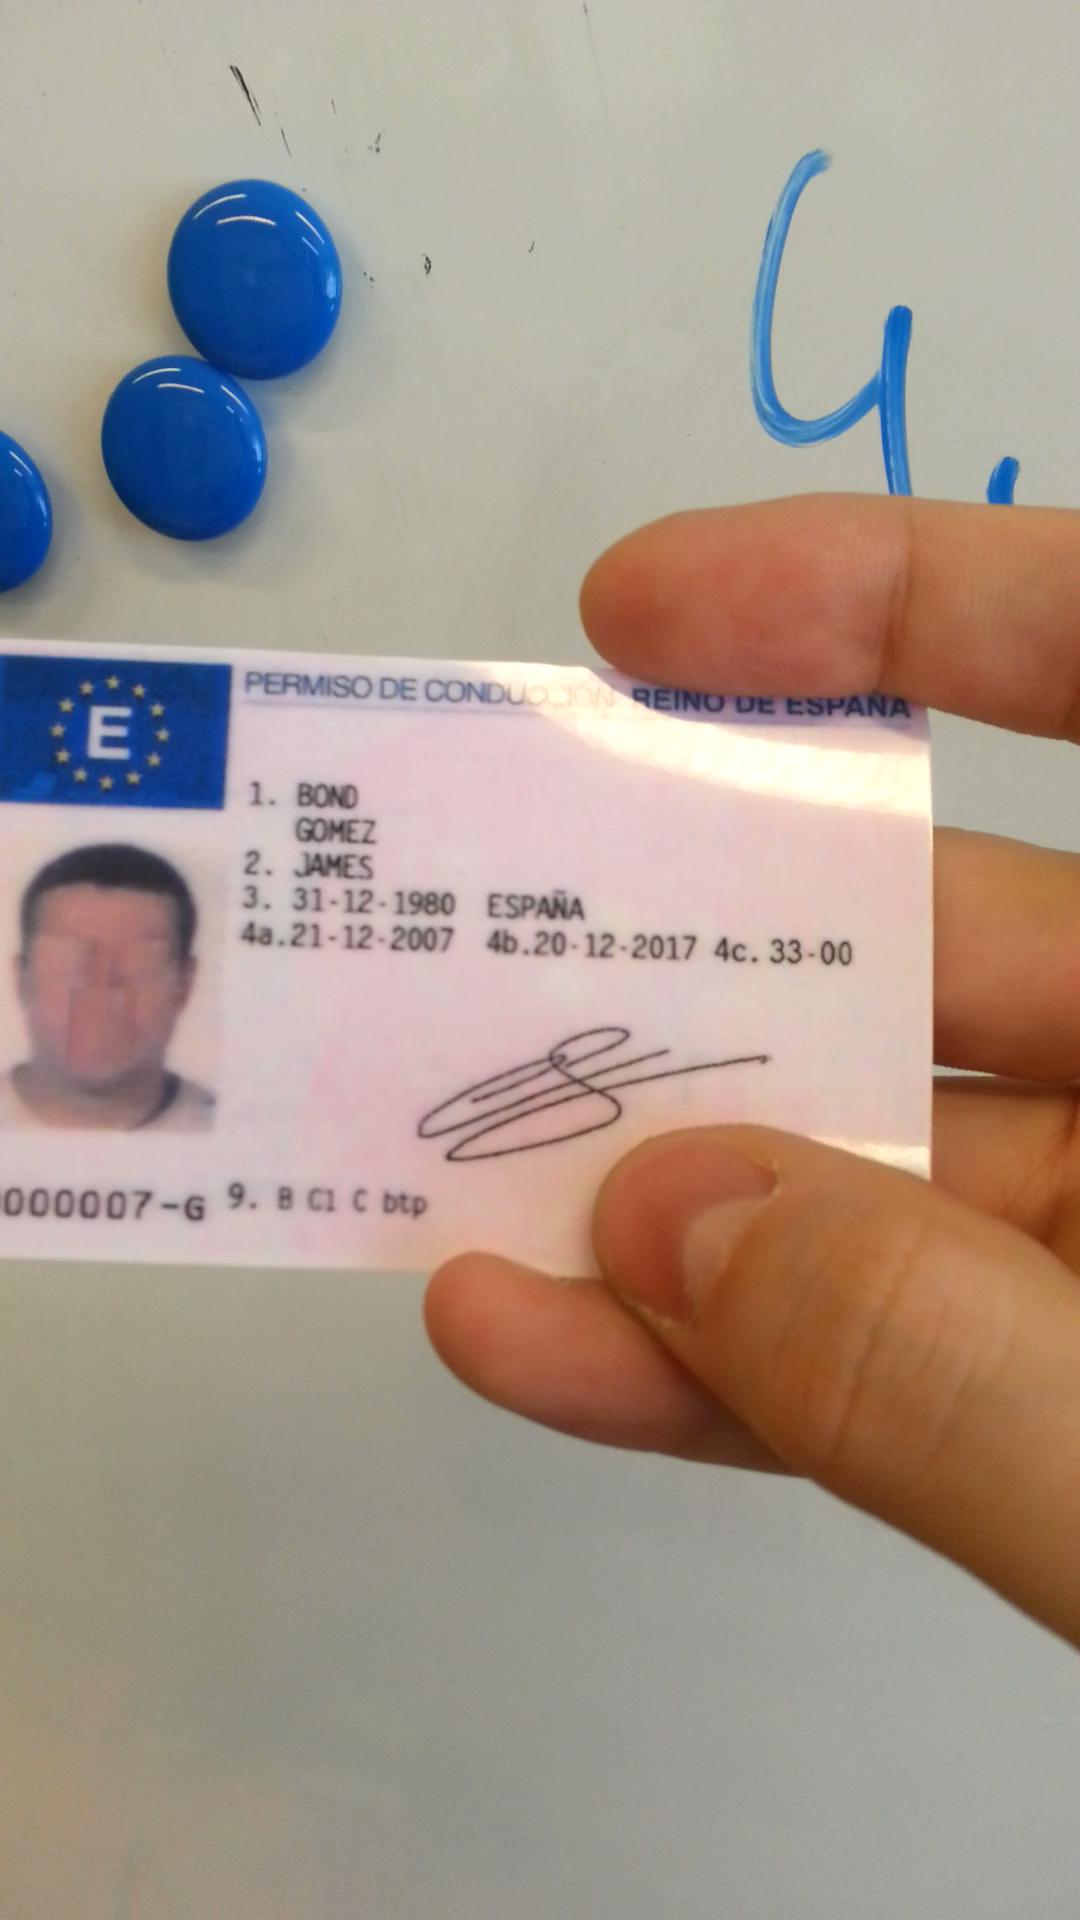 4.
E
PERMISO DE CONDUCCIÓN REINO DE ESPAÑA
1. BOND
GOMEZ
2. JAMES
3. 31-12-1980 ESPAÑA
4a.21-12-2007 4b.20-12-2017 4c.33-00
000007-G 9. B C1 C btp